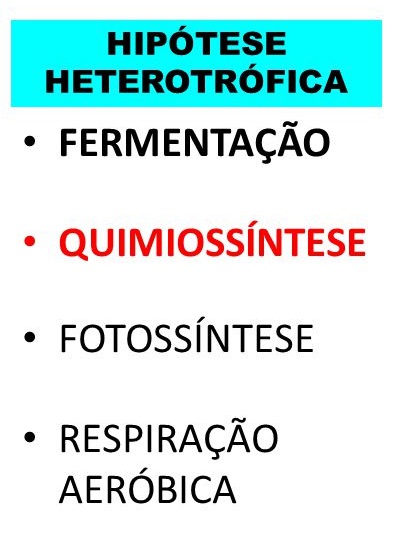 HIPÓTESE
HETEROTRÓFICA
• FERMENTAÇÃO
• QUIMIOSSÍNTESE
• FOTOSSÍNTESE
• RESPIRAÇÃO
AERÓBICA